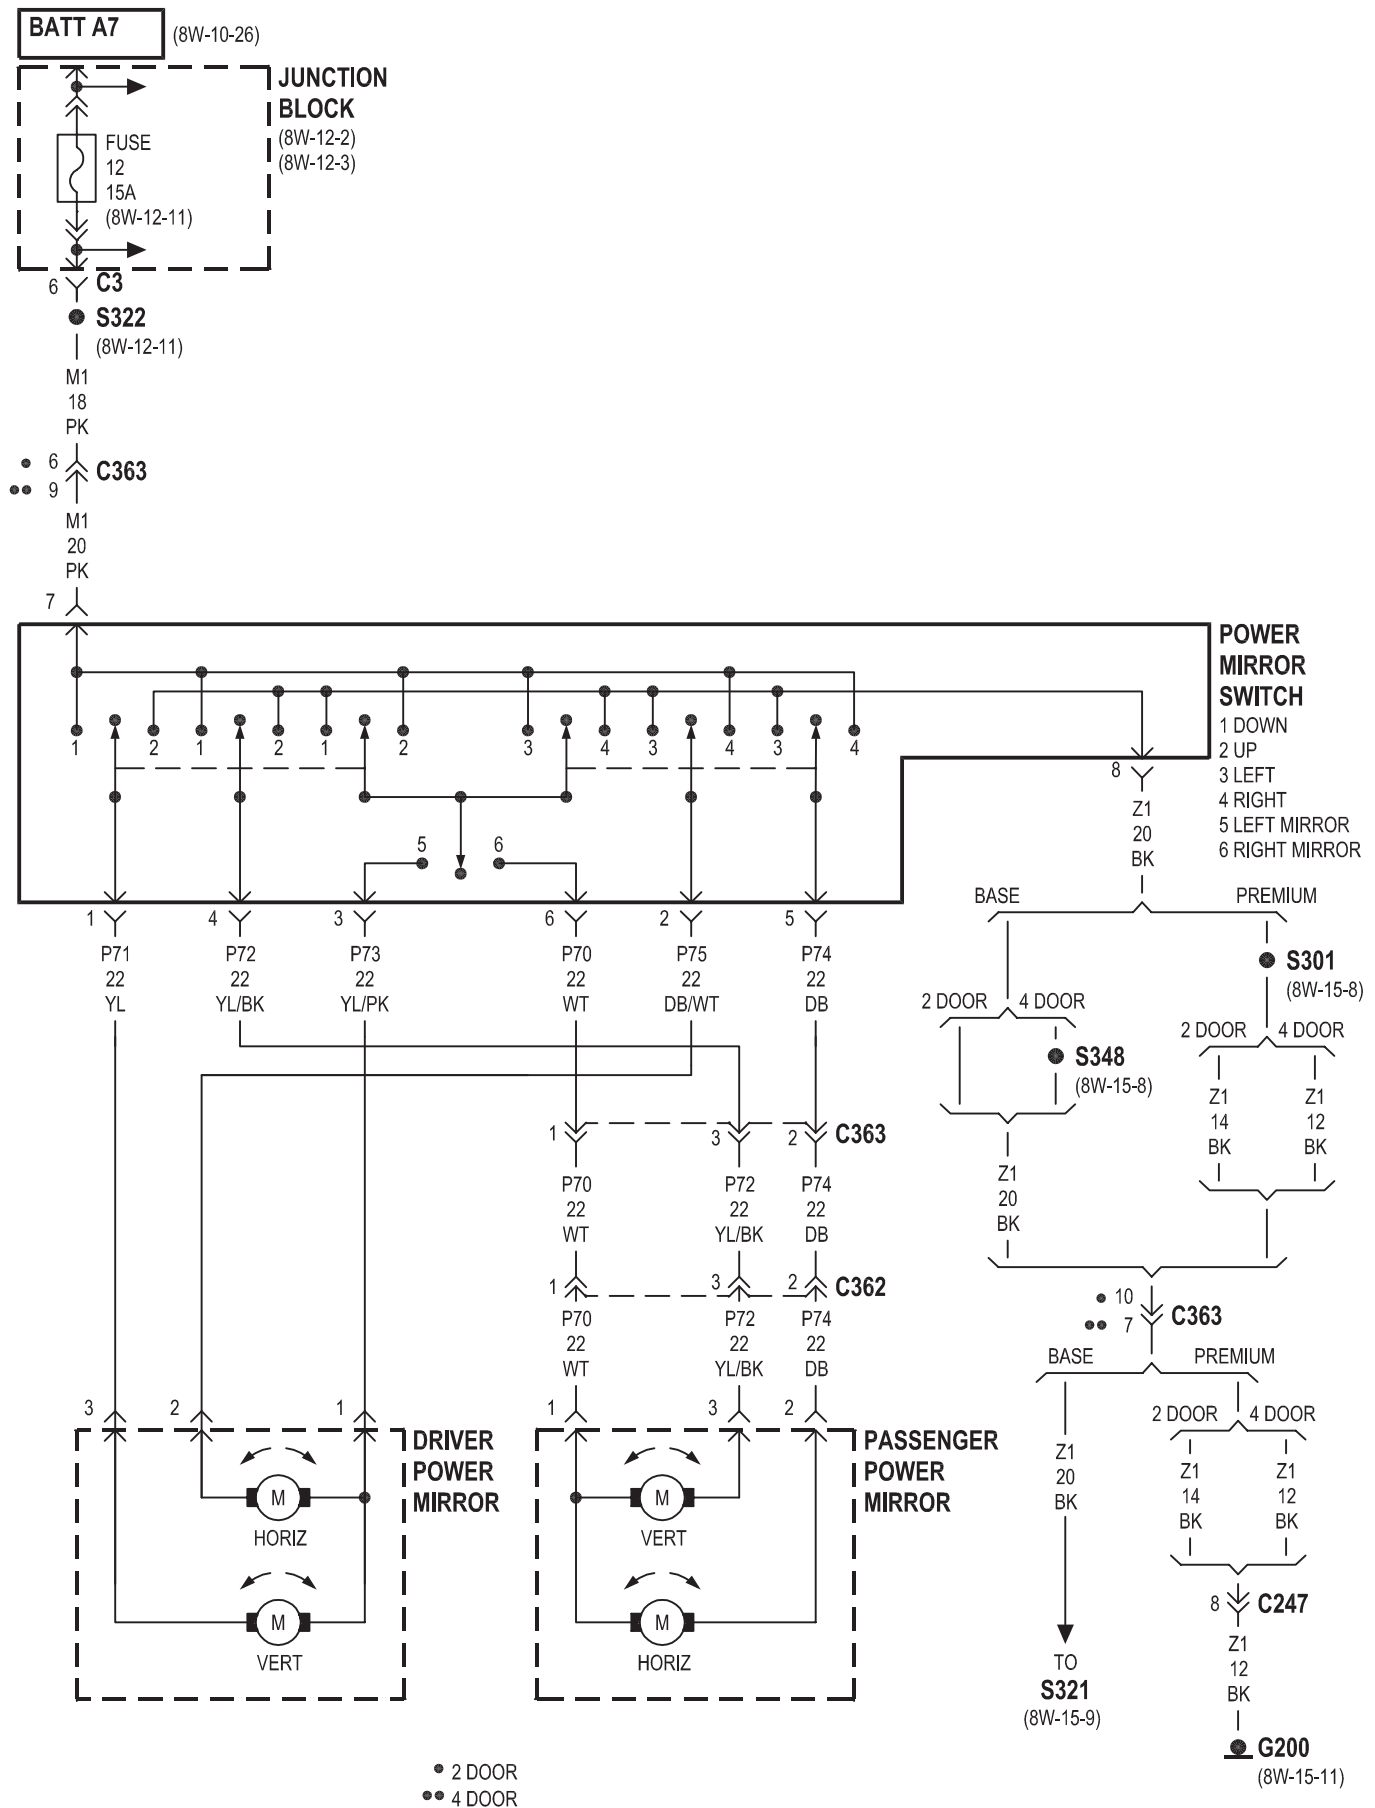 BATT A7
(8W-10-26)
JUNCTION
BLOCK
(8W-12-2)
(8W-12-3)
FUSE
12
15A
(8W-12-11)
6
C3
S322
(8W-12-11)
M1
18
PK
6
C363
9
M1
20
PK
7
POWER
MIRROR
SWITCH
1 DOWN
2 UP
3 LEFT
4 RIGHT
5 LEFT MIRROR
6 RIGHT MIRROR
1 2 1 2 1 2 3 4 3 4 3 4
5 6
8
Z1
20
BK
1 4 3 6 2 5
P71 P72 P73 P70 P75 P74
22 22 22 22 22 22
YL YL/BK YL/PK WT DB/WT DB
BASE PREMIUM
S301
(8W-15-8)
2 DOOR 4 DOOR
S348
(8W-15-8)
2 DOOR 4 DOOR
Z1 Z1
14 12
BK BK
Z1
20
BK
1 3 2 C363
P70 P72 P74
22 22 22
WT YL/BK DB
1 3 2 C362
P70 P72 P74
22 22 22
WT YL/BK DB
10
7
C363
BASE PREMIUM
2 DOOR 4 DOOR
Z1
20
BK
Z1 Z1
14 12
BK BK
3 2 1
1 3 2
DRIVER
POWER
MIRROR
PASSENGER
POWER
MIRROR
M
HORIZ
M
VERT
M
VERT
M
HORIZ
8 C247
Z1
12
BK
TO
S321
(8W-15-9)
G200
(8W-15-11)
2 DOOR
4 DOOR